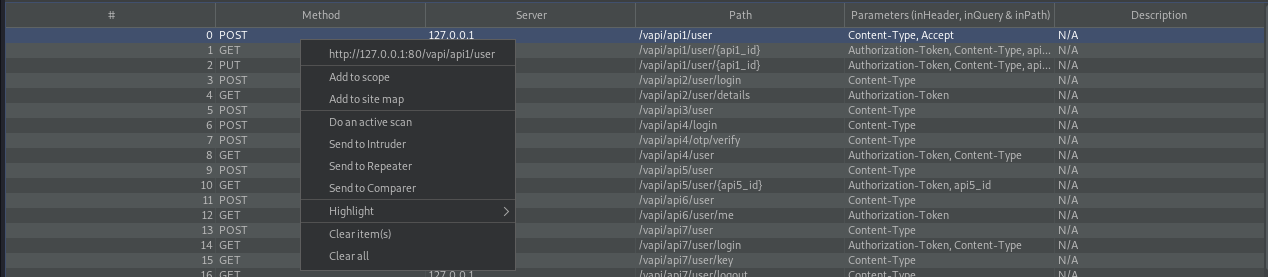 # Method Server Path Parameters (inHeader, inQuery & inPath) Description
0 POST 127.0.0.1 /vapi/api1/user Content-Type, Accept N/A
1 GET /vapi/api1/user/{api1_id} Authorization-Token, Content-Type, api... N/A
2 PUT /vapi/api1/user/{api1_id} Authorization-Token, Content-Type, api... N/A
3 POST /vapi/api2/user/login Content-Type N/A
4 GET /vapi/api2/user/details Authorization-Token N/A
5 POST /vapi/api3/user Content-Type N/A
6 POST /vapi/api4/login Content-Type N/A
7 POST /vapi/api4/otp/verify Content-Type N/A
8 GET /vapi/api4/user Authorization-Token, Content-Type N/A
9 POST /vapi/api5/user Content-Type N/A
10 GET /vapi/api5/user/{api5_id} Authorization-Token, api5_id N/A
11 POST /vapi/api6/user Content-Type N/A
12 GET /vapi/api6/user/me Authorization-Token N/A
13 POST /vapi/api7/user Content-Type N/A
14 GET /vapi/api7/user/login Authorization-Token, Content-Type N/A
15 GET /vapi/api7/user/key Content-Type N/A
16 GET 127.0.0.1 /vapi/api7/user/logout Content-Type N/A
http://127.0.0.1:80/vapi/api1/user
Add to scope
Add to site map
Do an active scan
Send to Intruder
Send to Repeater
Send to Comparer
Highlight
Clear item(s)
Clear all